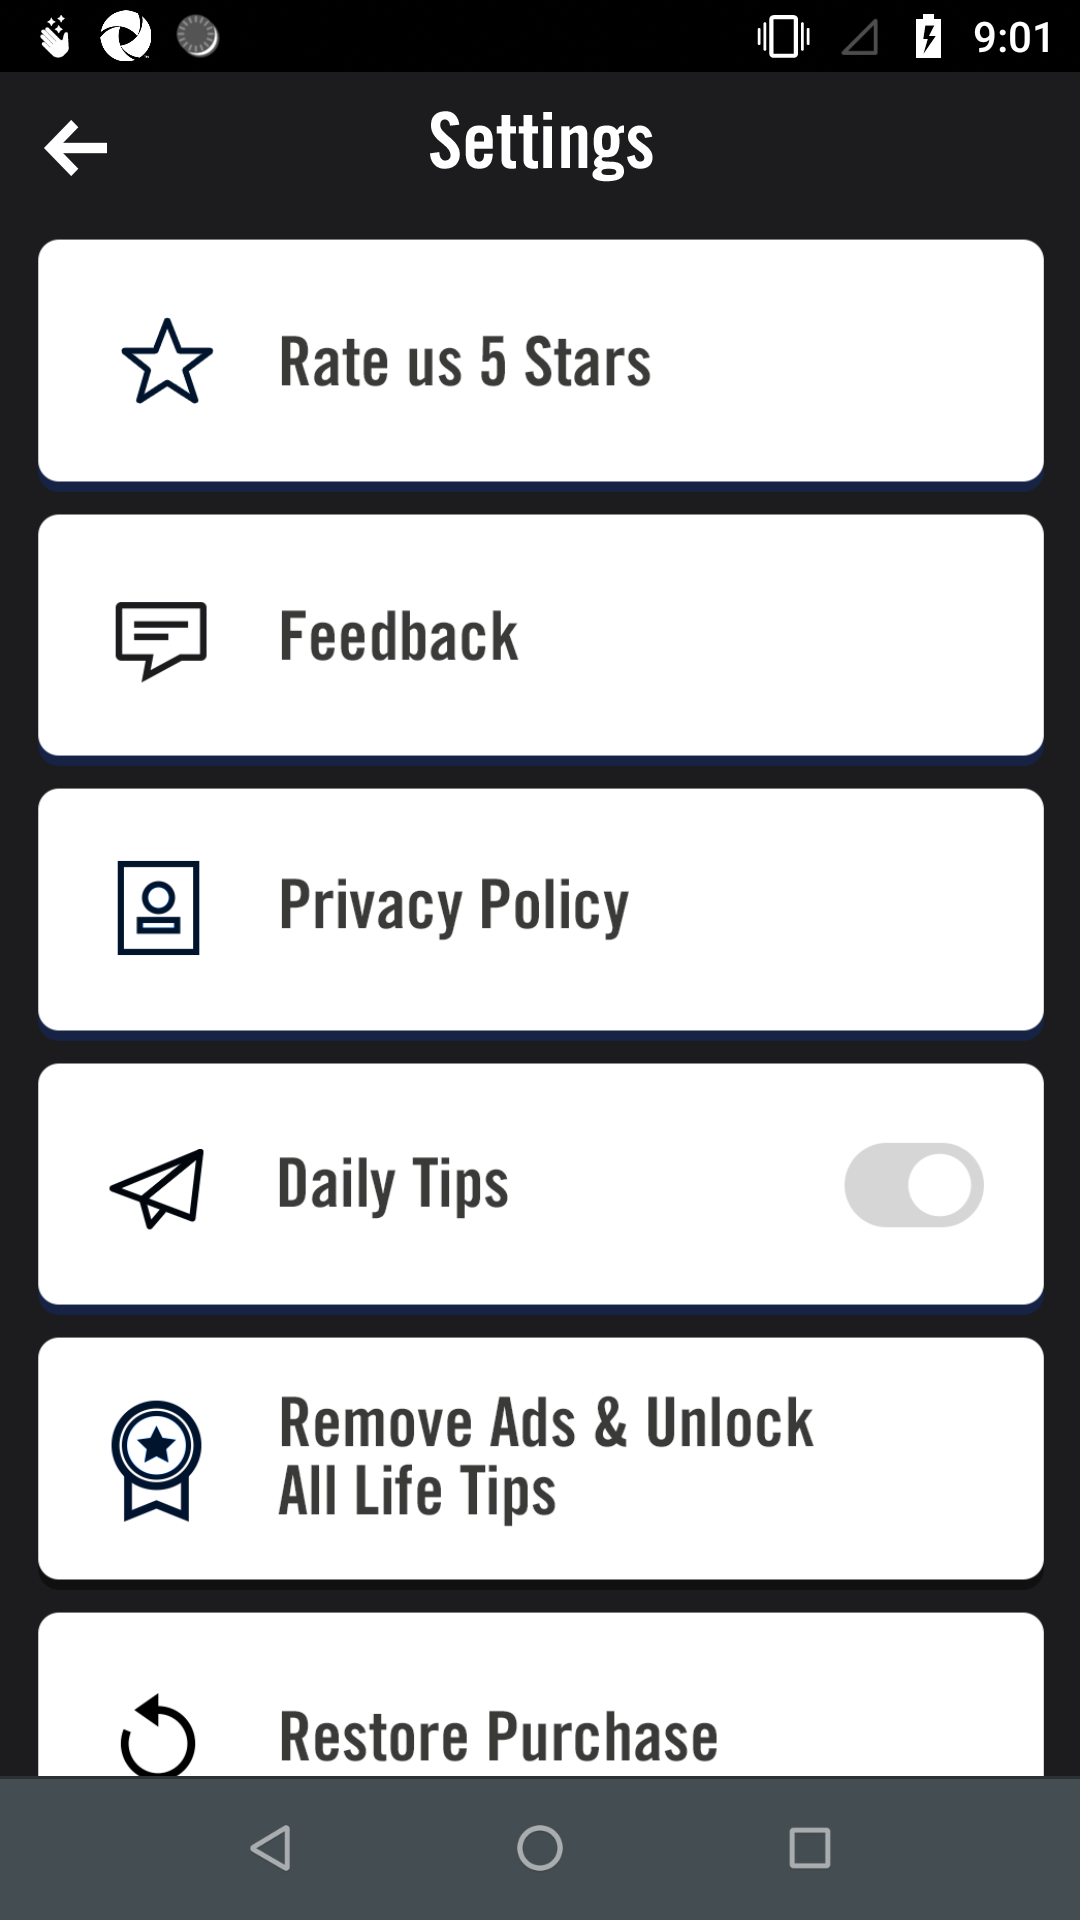 9:01
Settings
Rate us 5 Stars
Feedback
Privacy Policy
Daily Tips
Remove Ads & Unlock
All Life Tips
Restore Purchase